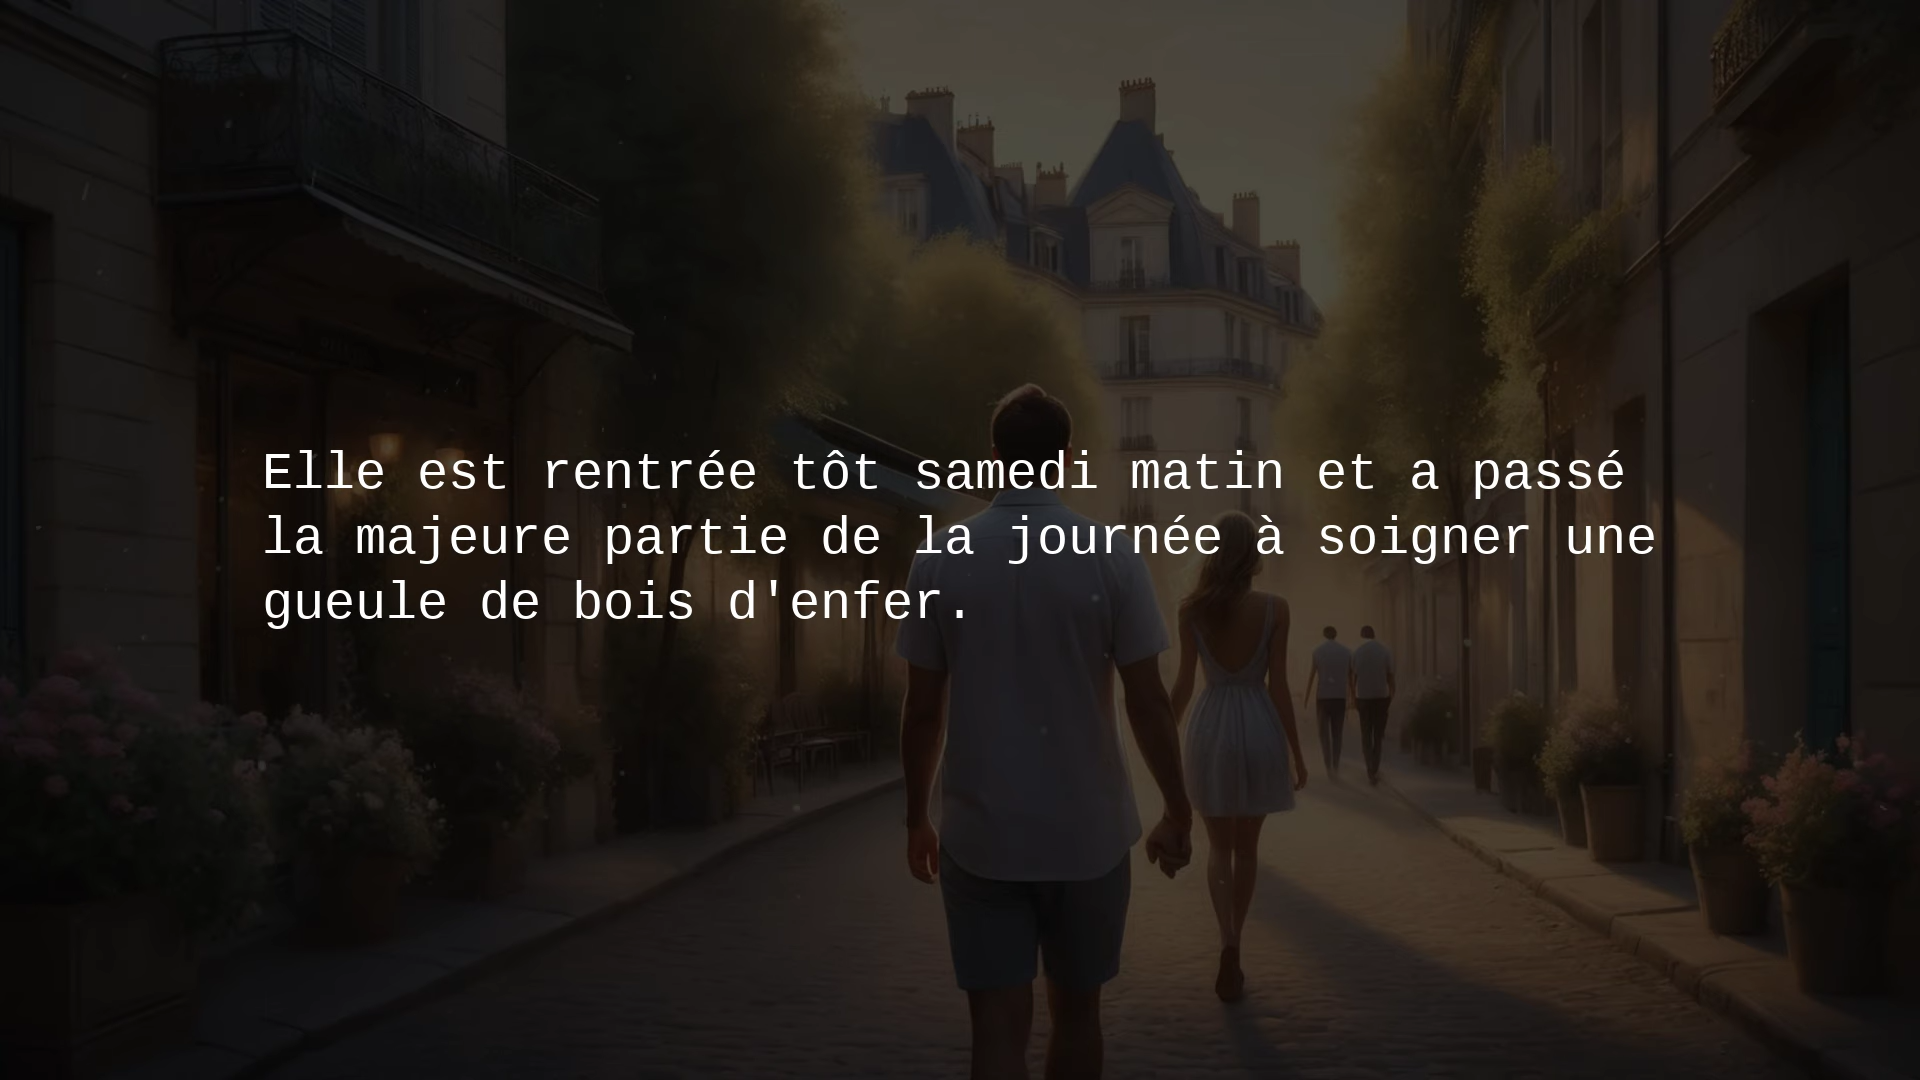 Elle est rentrée tôt samedi matin et a passé
la majeure partie de la journée à soigner une
gueule de bois d'enfer.